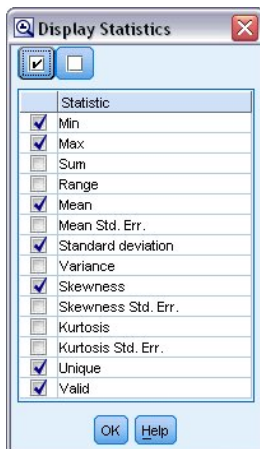 Display Statistics
Statistic
Min
Max
Sum
Range
Mean
Mean Std. Err.
Standard deviation
Variance
Skewness
Skewness Std. Err.
Kurtosis
Kurtosis Std. Err.
Unique
Valid
OK Help